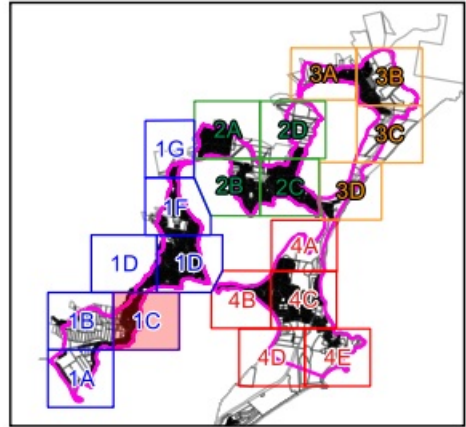 3A 3B
2A 2D 3C
1G
2B 2C 3D
1F
4A
1D 1D
4B 4C
1B 1C
4D 4E
1A